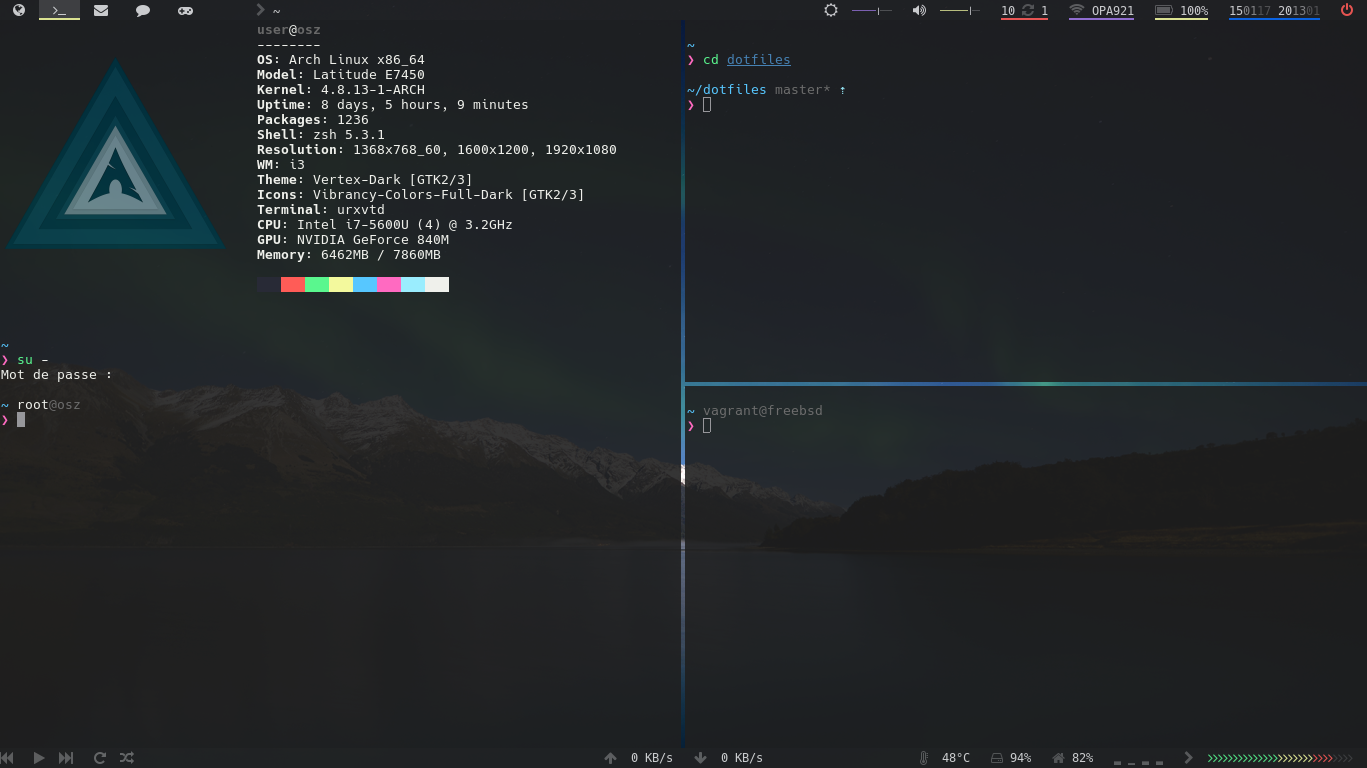 ~
10 1
OPA921
100%
150117 201301
user@osz
--------
OS: Arch Linux x86_64
Model: Latitude E7450
Kernel: 4.8.13-1-ARCH
Uptime: 8 days, 5 hours, 9 minutes
Packages: 1236
Shell: zsh 5.3.1
Resolution: 1368x768_60, 1600x1200, 1920x1080
WM: i3
Theme: Vertex-Dark [GTK2/3]
Icons: Vibrancy-Colors-Full-Dark [GTK2/3]
Terminal: urxvtd
CPU: Intel i7-5600U (4) @ 3.2GHz
GPU: NVIDIA GeForce 840M
Memory: 6462MB / 7860MB
~
❯ su -
Mot de passe :
~ root@osz
❯
~
❯ cd dotfiles
~/dotfiles master* ⇡
❯
~ vagrant@freebsd
❯
0 KB/s
0 KB/s
48°C
94%
82%